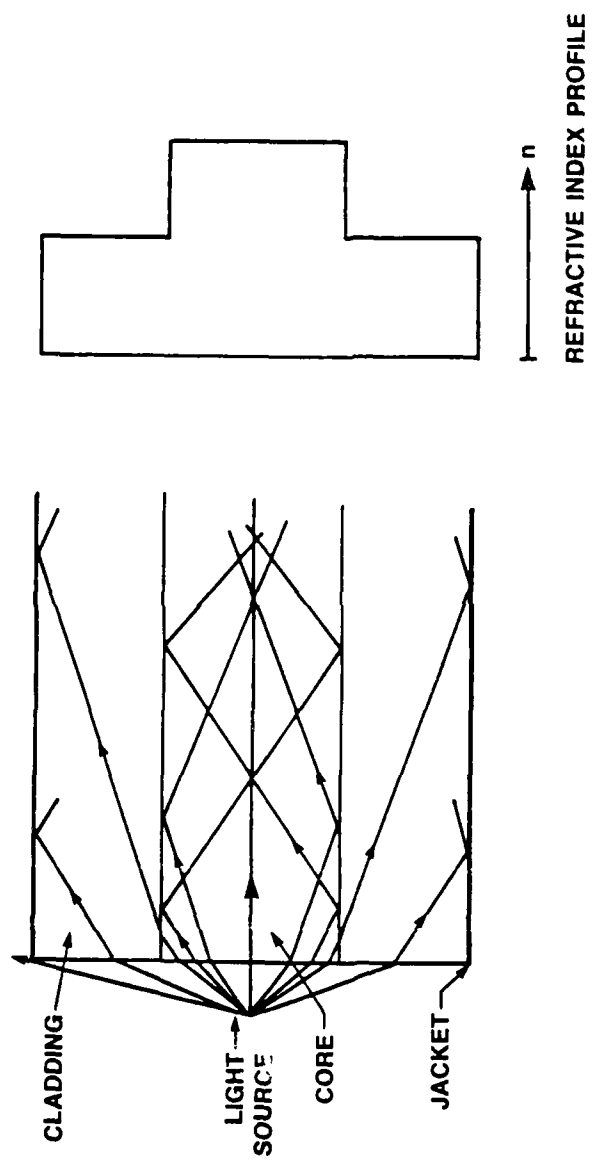 CLADDING
LIGHT
SOURCE
CORE
JACKET
n
REFRACTIVE INDEX PROFILE